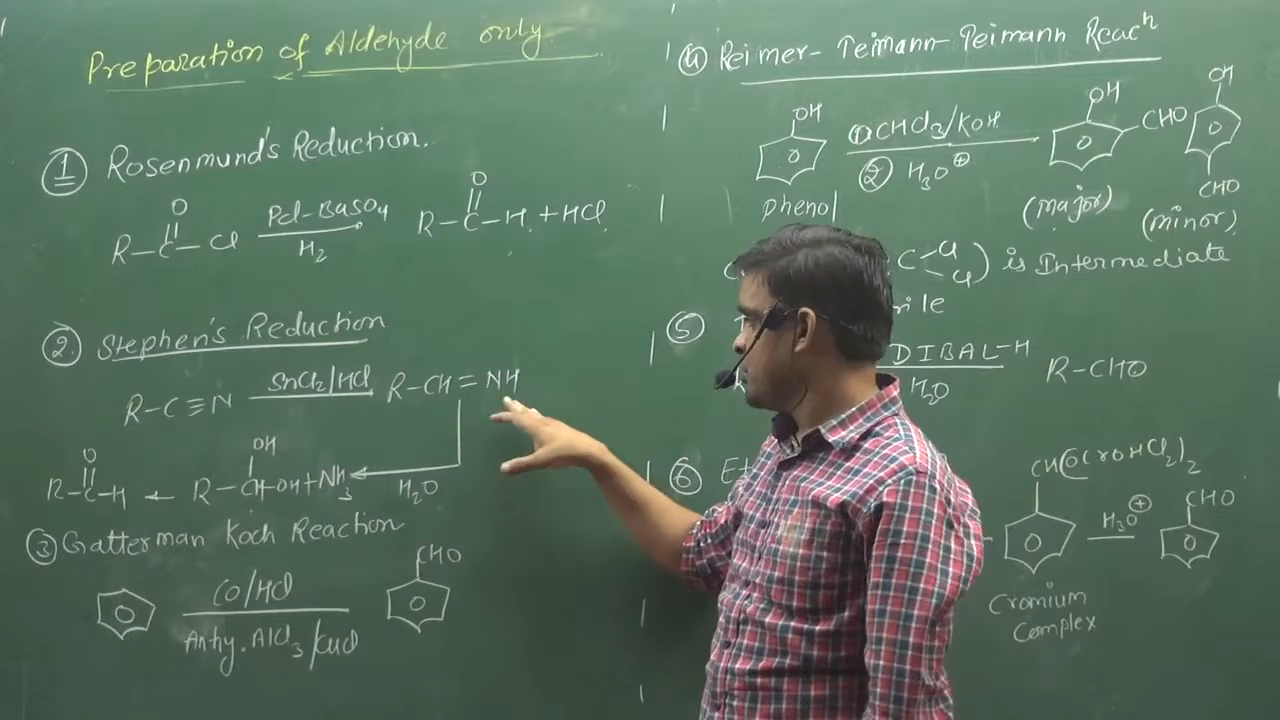 Preparation of Aldehyde only
① Rosenmund's Reduction.
O
R-C-Cl Pd-BaSO4 R-C-H + HCl
H2
O
② Stephen's Reduction
R-C≡N SnCl2/HCl R-CH=NH
H2O
OH
R-CH-OH+NH3
O
R-C-H
③ Gatterman Koch Reaction
CO/HCl
Anhy. AlCl3/CuCl
CHO
④ Reimer-Teimann-Teimann Reacⁿ
OH
① CHCl3/KOH
② H3O⊕
phenol
OH
CHO
(major)
OH
CHO
(minor)
C Cl Cl) is Intermediate
⑤
DIBAL-H R-CHO
H2O
⑥ Et
CH(OCrOHCl2)2
H3O⊕
CHO
Cromium
Complex